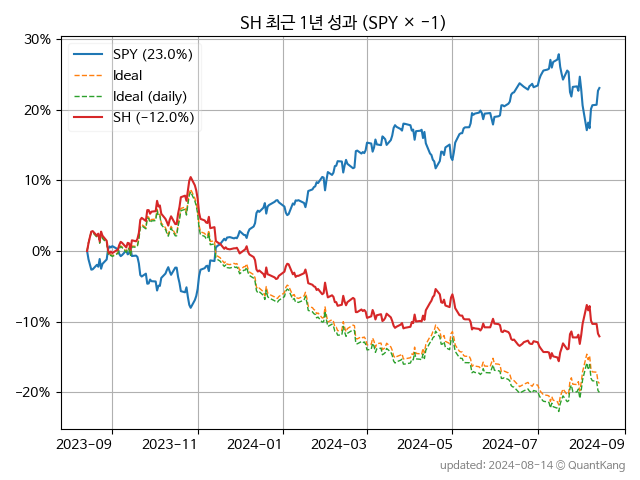 SH 최근 1년 성과 (SPY × −1)
30%
20%
10%
0%
−10%
−20%
SPY (23.0%)
Ideal
Ideal (daily)
SH (−12.0%)
2023-09
2023-11
2024-01
2024-03
2024-05
2024-07
2024-09
updated: 2024-08-14 © QuantKang